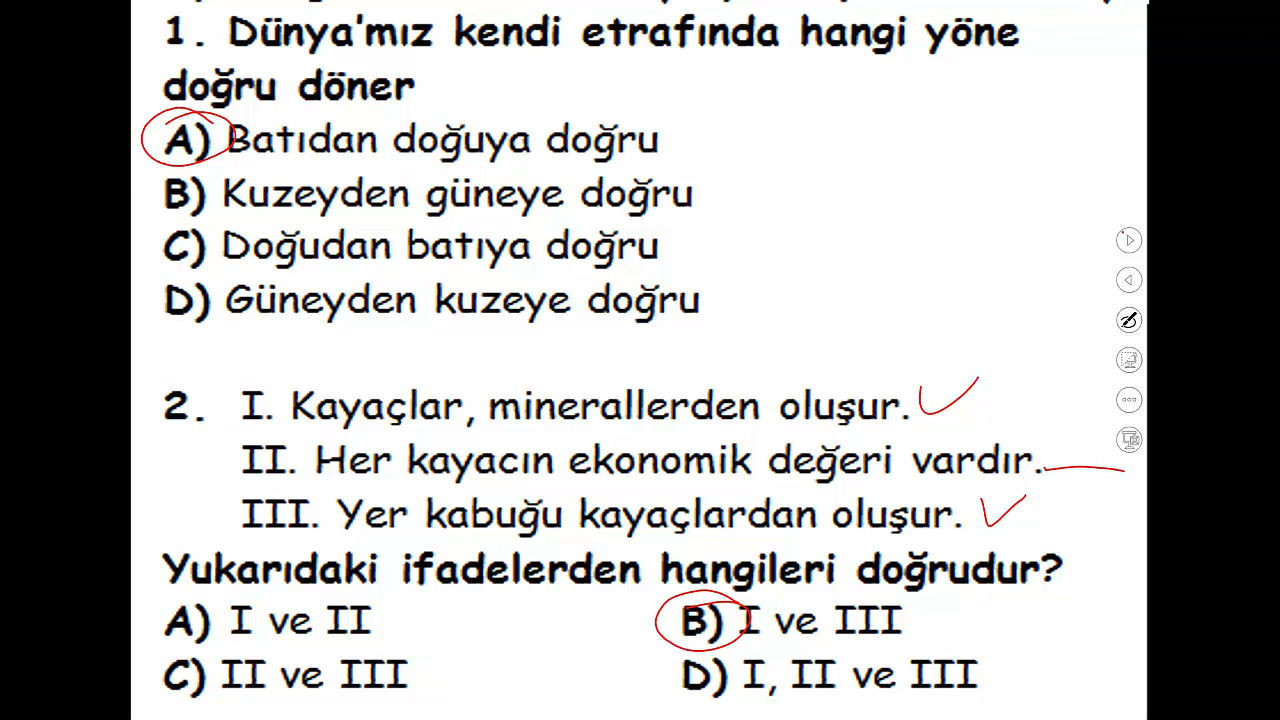 1. Dünya'mız kendi etrafında hangi yöne
doğru döner
A) Batıdan doğuya doğru
B) Kuzeyden güneye doğru
C) Doğudan batıya doğru
D) Güneyden kuzeye doğru
2. I. Kayaçlar, minerallerden oluşur.
II. Her kayacın ekonomik değeri vardır.
III. Yer kabuğu kayaçlardan oluşur.
Yukarıdaki ifadelerden hangileri doğrudur?
A) I ve II B) I ve III
C) II ve III D) I, II ve III